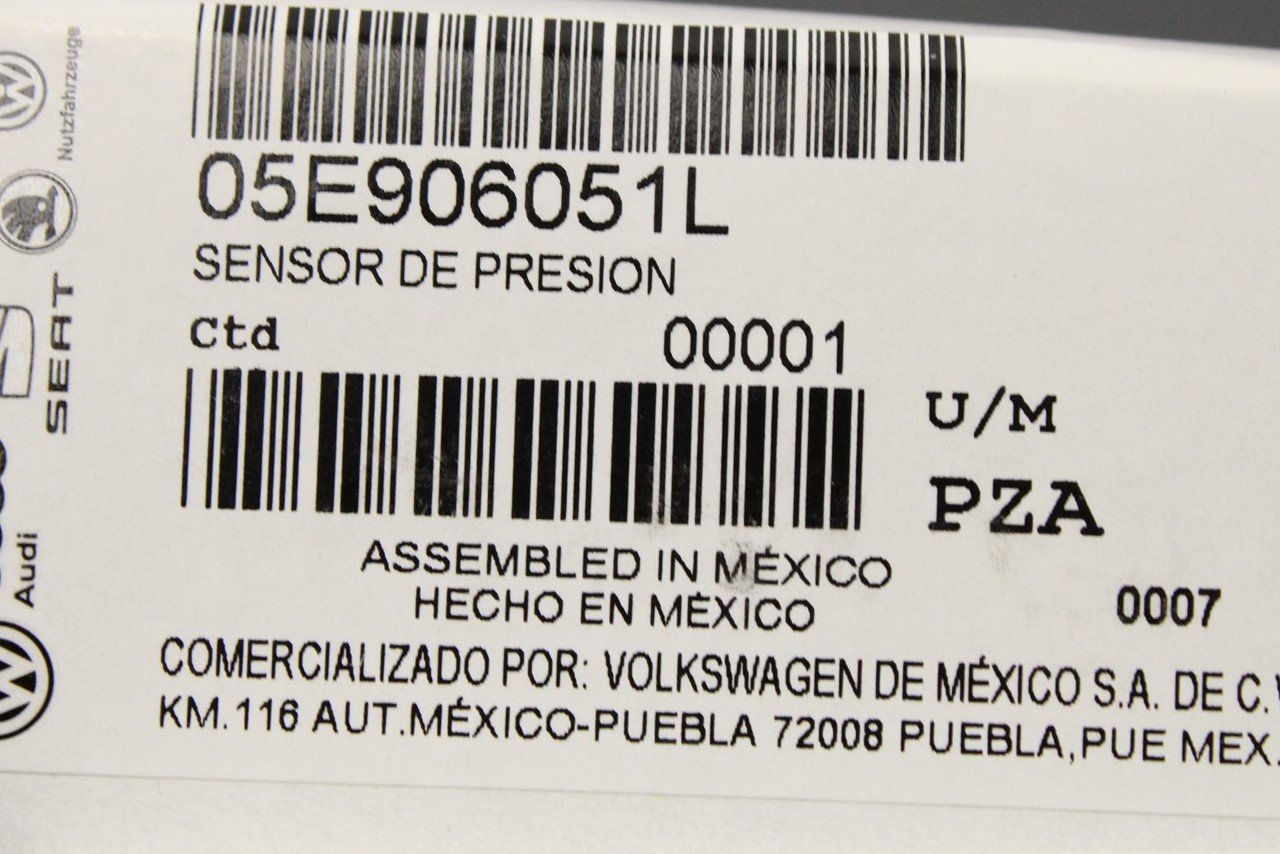 05E906051L
SENSOR DE PRESION
Ctd 00001
U/M
PZA
ASSEMBLED IN MÉXICO
HECHO EN MÉXICO
0007
COMERCIALIZADO POR: VOLKSWAGEN DE MÉXICO S.A. DE C.
KM.116 AUT.MÉXICO-PUEBLA 72008 PUEBLA,PUE MEX.
Nutzfahrzeuge
SEAT
Audi